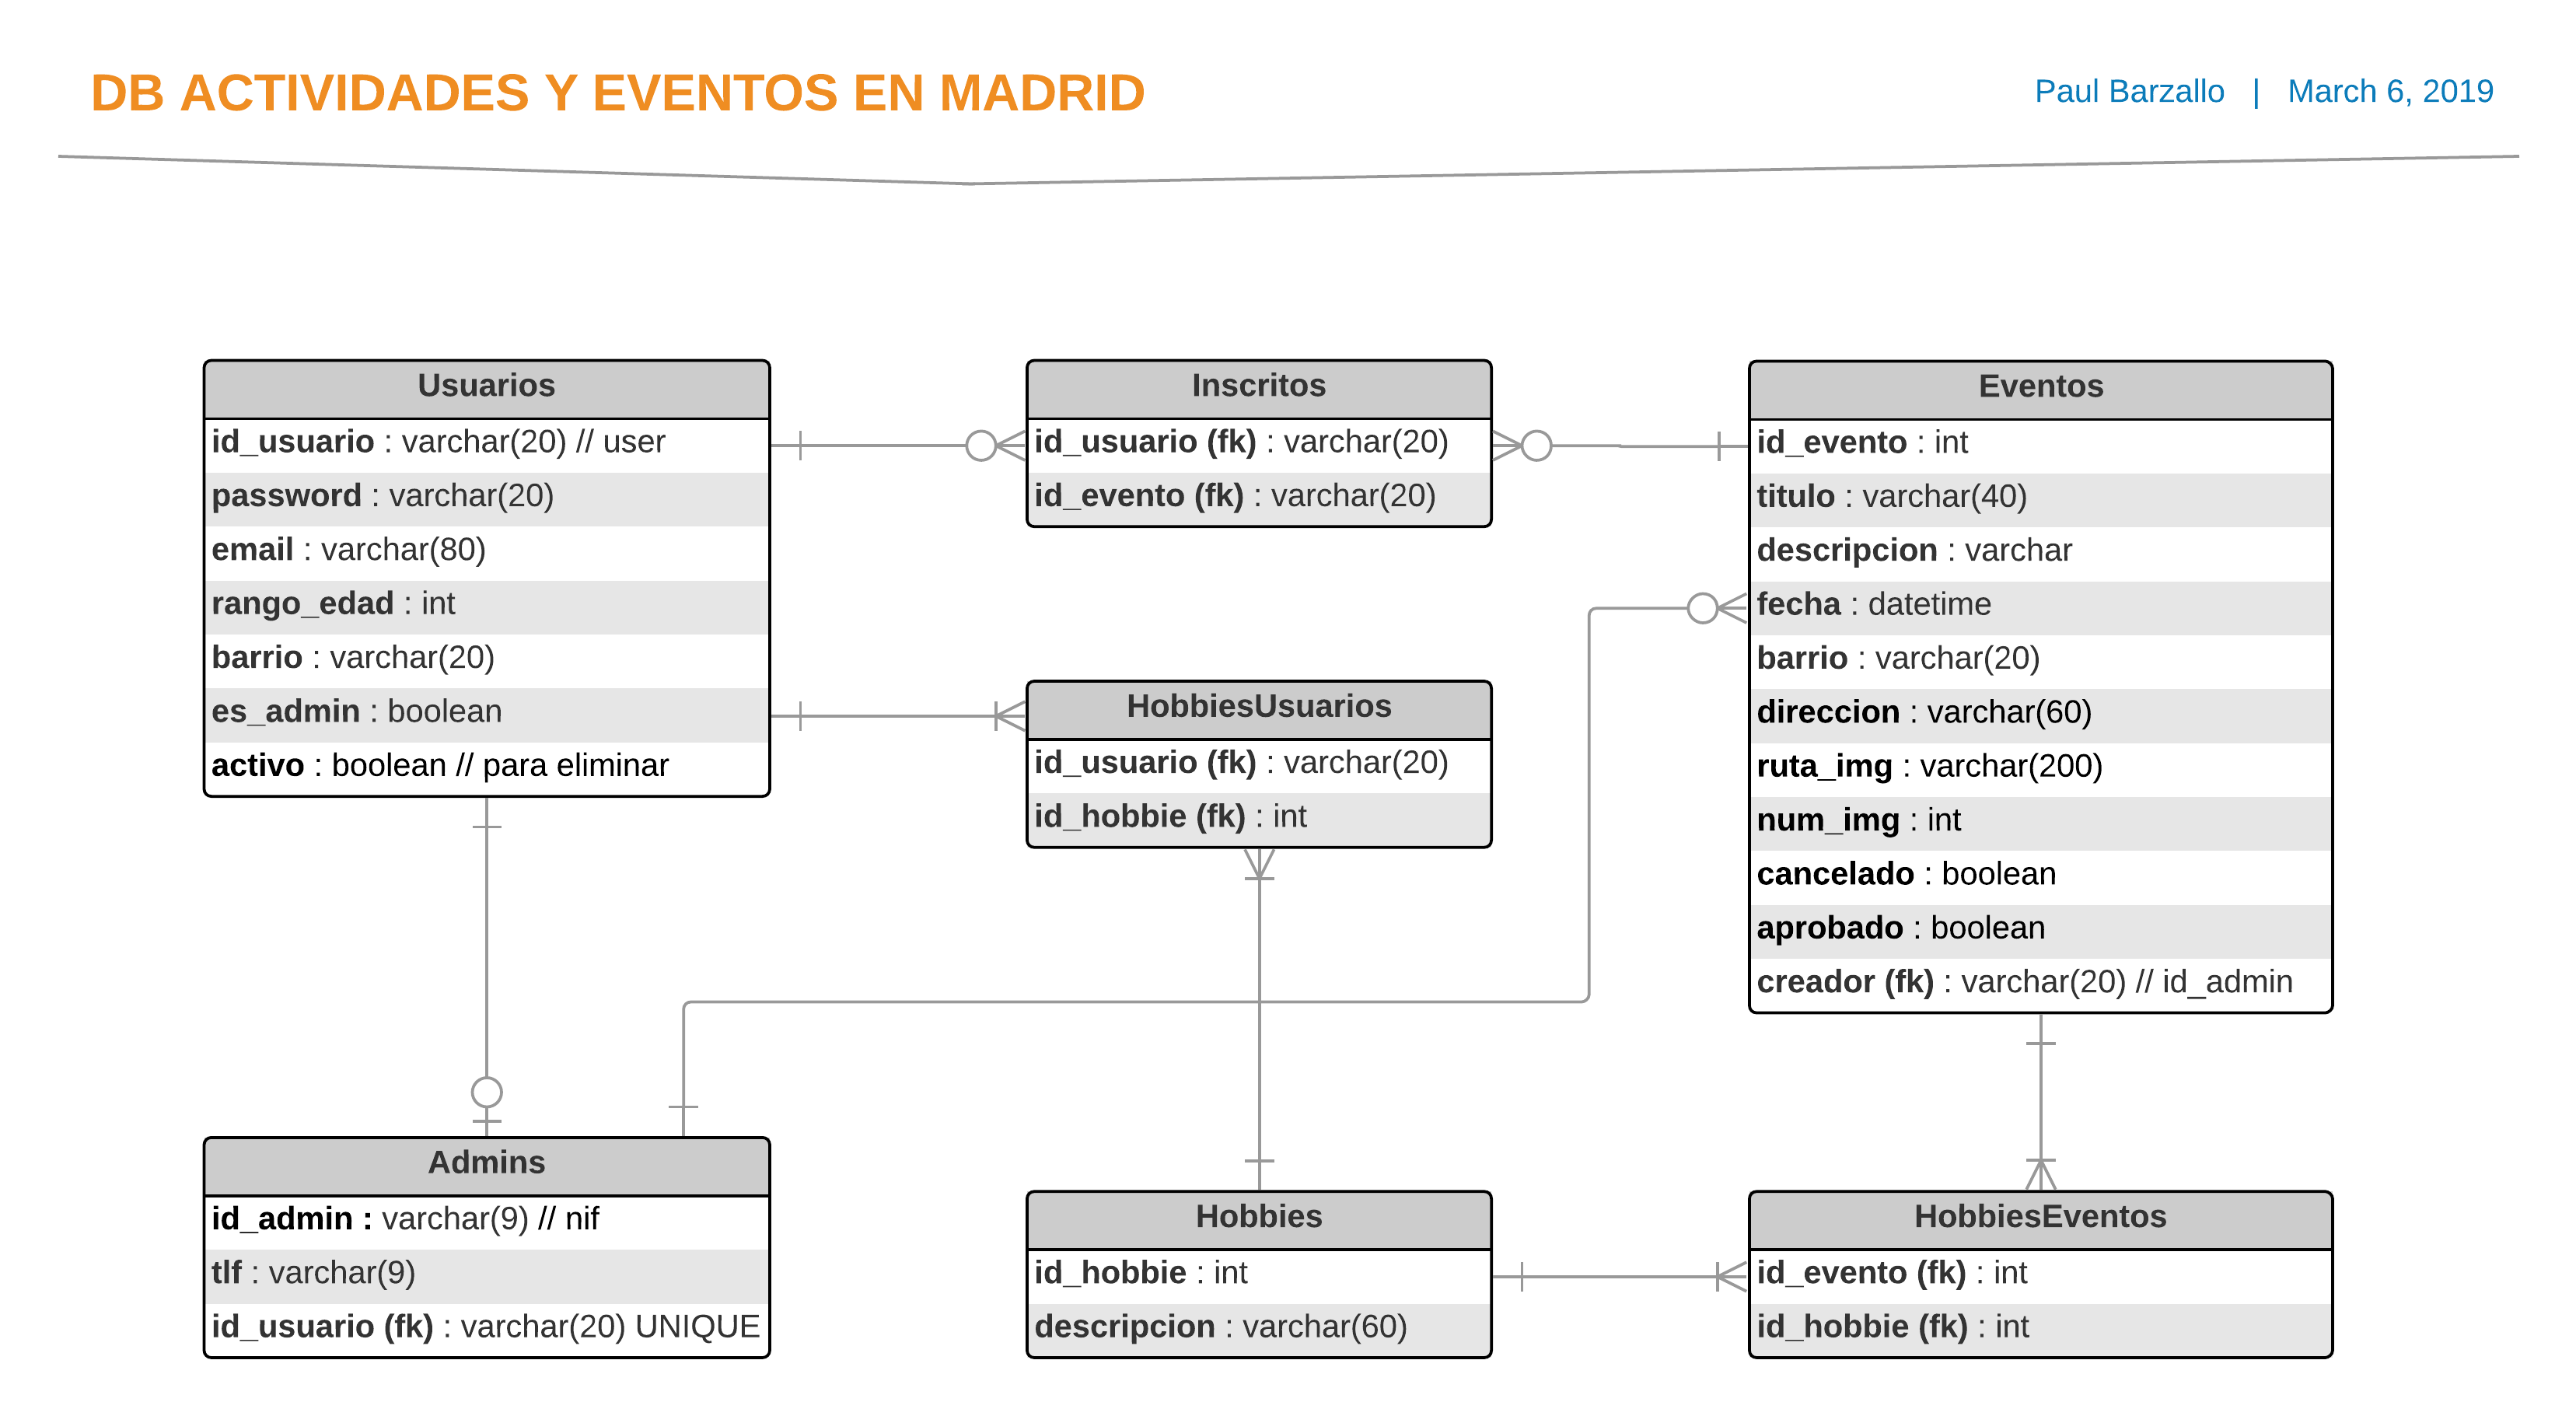 DB ACTIVIDADES Y EVENTOS EN MADRID
Paul Barzallo | March 6, 2019
Usuarios
id_usuario : varchar(20) // user
password : varchar(20)
email : varchar(80)
rango_edad : int
barrio : varchar(20)
es_admin : boolean
activo : boolean // para eliminar
Inscritos
id_usuario (fk) : varchar(20)
id_evento (fk) : varchar(20)
Eventos
id_evento : int
titulo : varchar(40)
descripcion : varchar
fecha : datetime
barrio : varchar(20)
direccion : varchar(60)
ruta_img : varchar(200)
num_img : int
cancelado : boolean
aprobado : boolean
creador (fk) : varchar(20) // id_admin
HobbiesUsuarios
id_usuario (fk) : varchar(20)
id_hobbie (fk) : int
Admins
id_admin : varchar(9) // nif
tlf : varchar(9)
id_usuario (fk) : varchar(20) UNIQUE
Hobbies
id_hobbie : int
descripcion : varchar(60)
HobbiesEventos
id_evento (fk) : int
id_hobbie (fk) : int